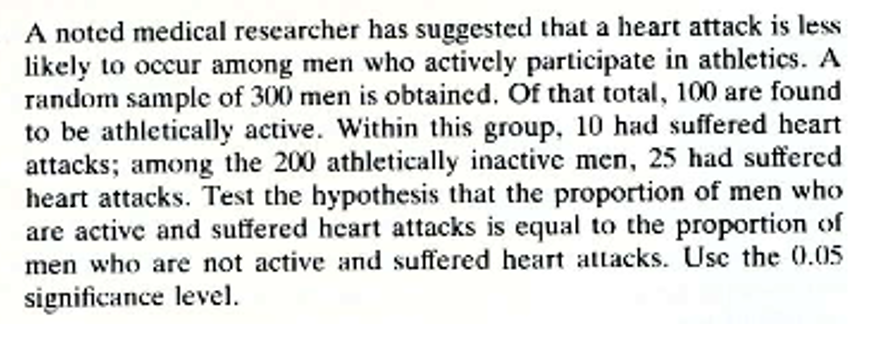 A noted medical researcher has suggested that a heart attack is less
likely to occur among men who actively participate in athletics. A
random sample of 300 men is obtained. Of that total, 100 are found
to be athletically active. Within this group, 10 had suffered heart
attacks; among the 200 athletically inactive men, 25 had suffered
heart attacks. Test the hypothesis that the proportion of men who
are active and suffered heart attacks is equal to the proportion of
men who are not active and suffered heart attacks. Use the 0.05
significance level.